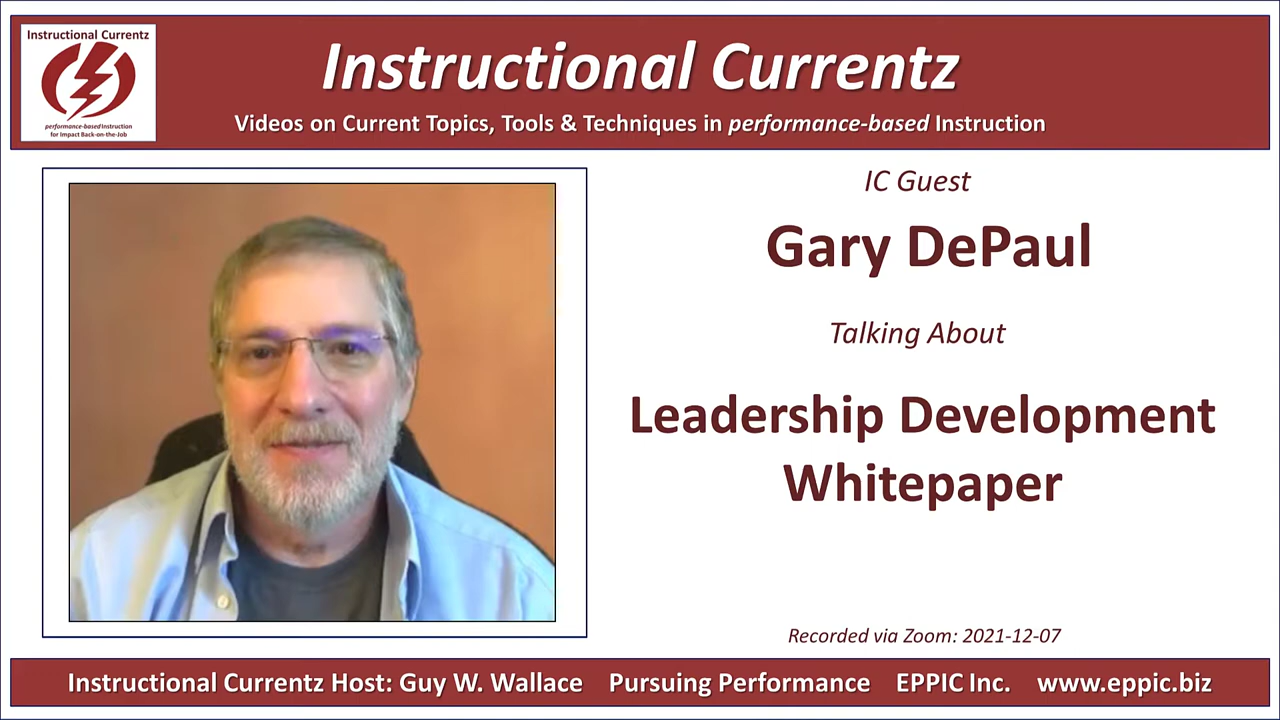 Instructional Currentz
performance-based Instruction
for Impact Back-on-the-Job
Instructional Currentz
Videos on Current Topics, Tools & Techniques in performance-based Instruction
IC Guest
Gary DePaul
Talking About
Leadership Development
Whitepaper
Recorded via Zoom: 2021-12-07
Instructional Currentz Host: Guy W. Wallace Pursuing Performance EPPIC Inc. www.eppic.biz